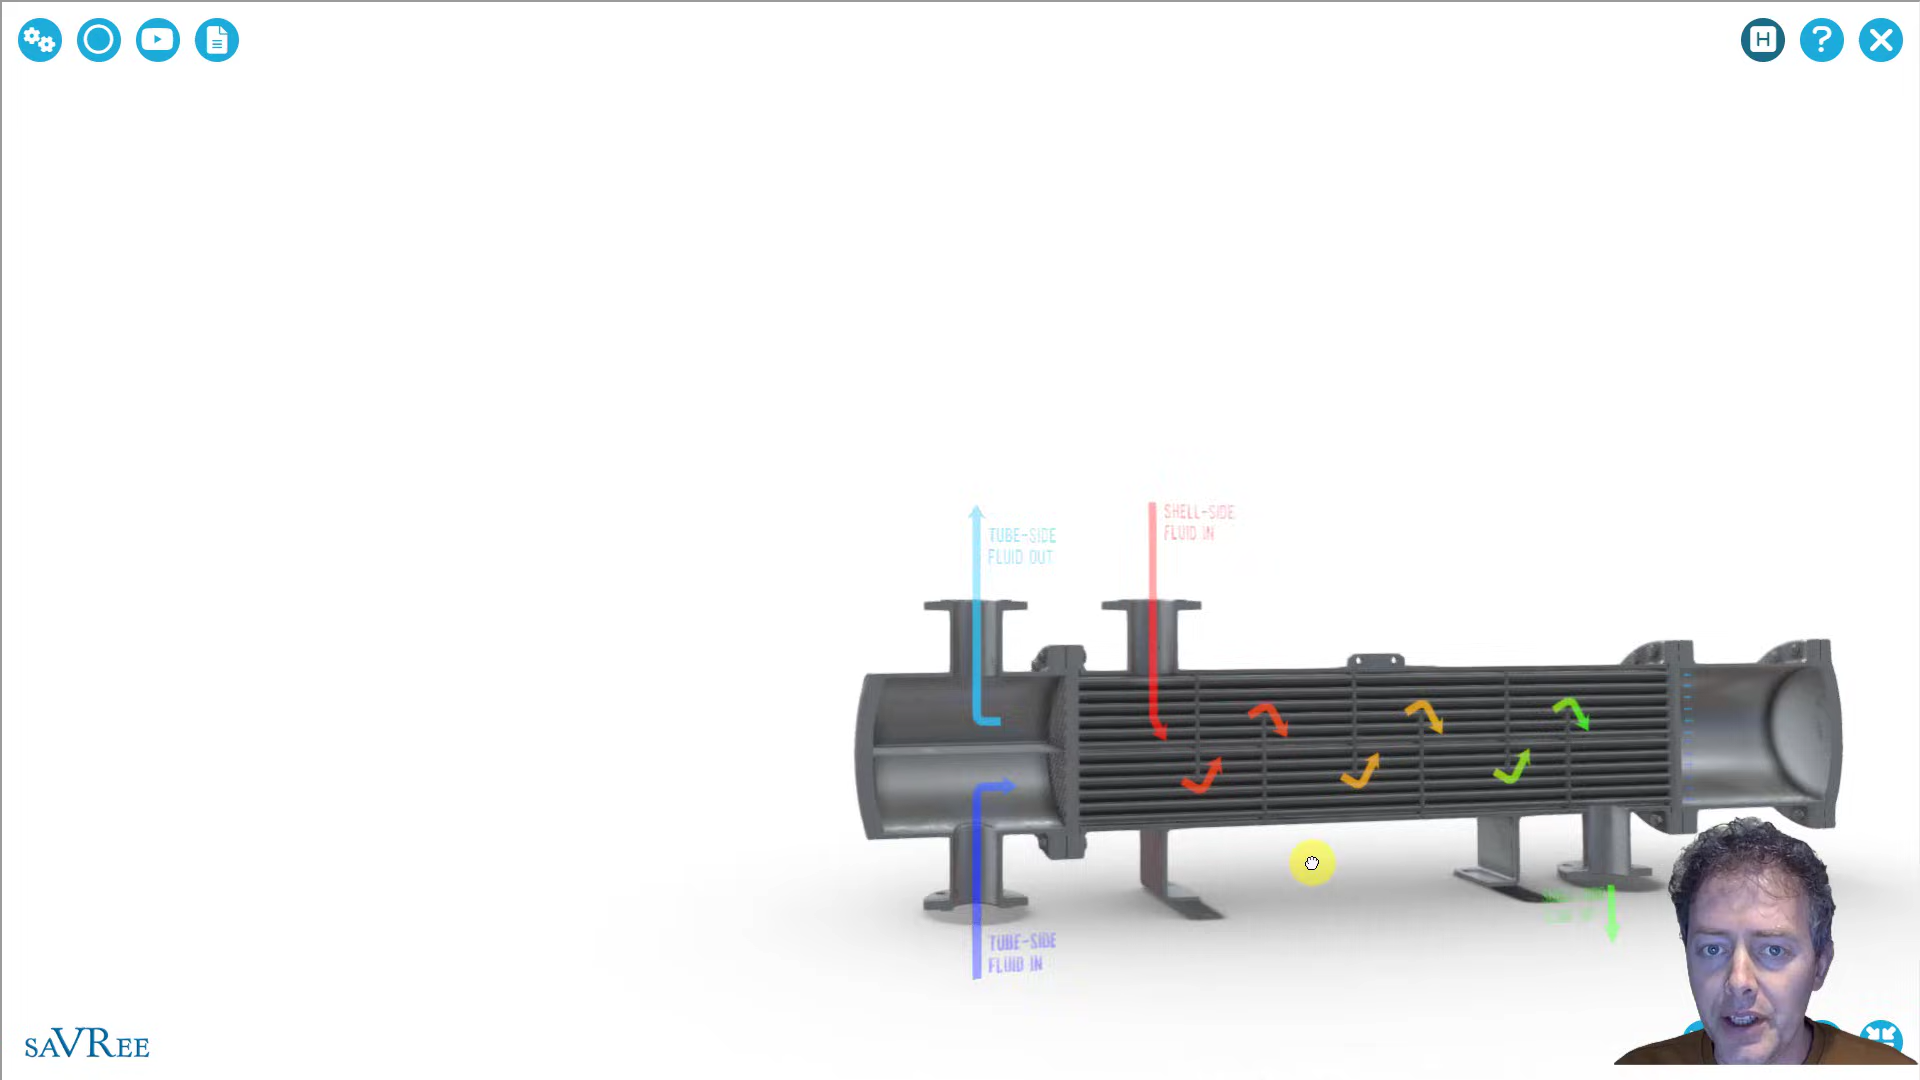 H
?
SHELL-SIDE
FLUID IN
TUBE-SIDE
FLUID OUT
TUBE-SIDE
FLUID IN
saVRee